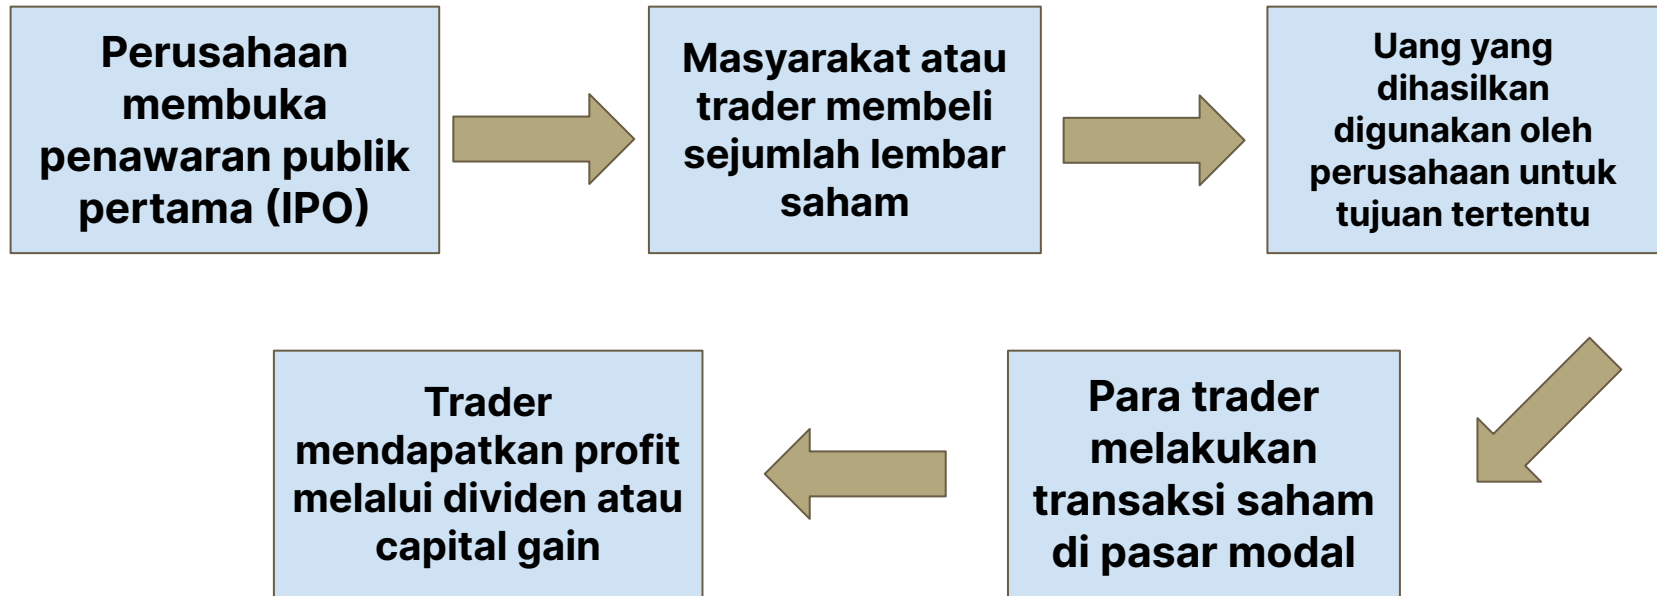 Perusahaan
membuka
penawaran publik
pertama (IPO)
Masyarakat atau
trader membeli
sejumlah lembar
saham
Uang yang
dihasilkan
digunakan oleh
perusahaan untuk
tujuan tertentu
Para trader
melakukan
transaksi saham
di pasar modal
Trader
mendapatkan profit
melalui dividen atau
capital gain